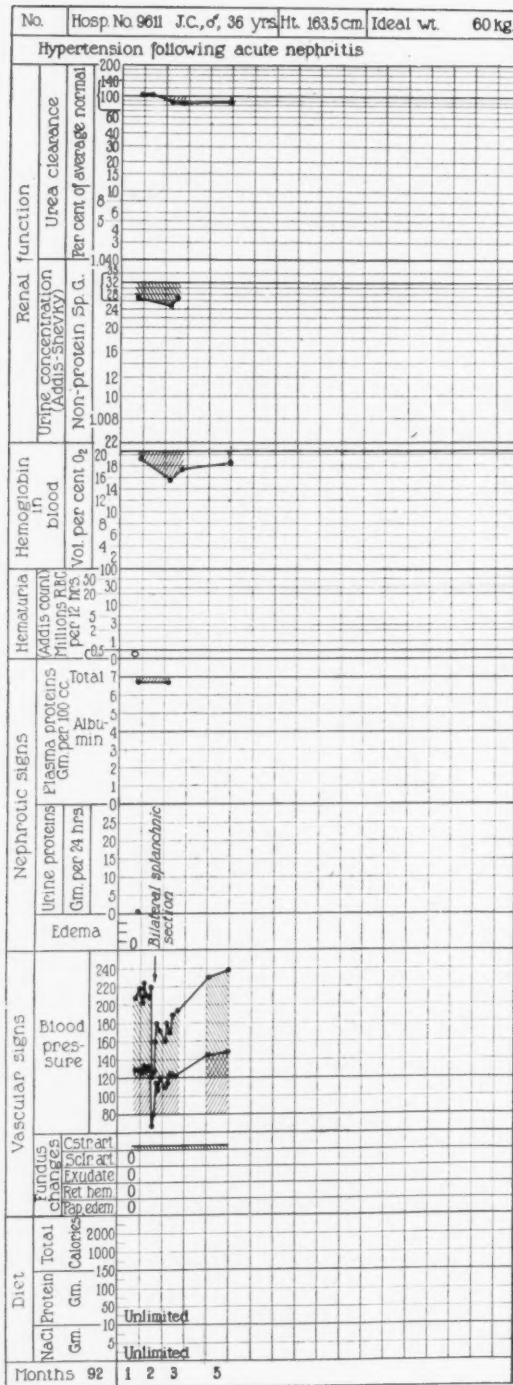 No. Hosp. No. 9611 J.C., ♂, 36 yrs. Ht. 163.5 cm. Ideal wt. 60 kg.
Hypertension following acute nephritis
Renal function
Urea clearance
Per cent of average normal
200
140
100
60
40
30
20
15
10
8
6
5
4
3
Urine concentration
(Addis-Shevky)
Non-protein Sp. G.
1.040
35
32
28
24
20
16
12
10
1.008
Hemoglobin
in
blood
Vol. per cent O2
22
20
18
16
14
12
10
8
6
4
2
Hematuria
(Addis count)
Millions R.B.C.
per 12 hrs.
100
50
30
20
10
5
3
2
1
<0.5
0
0
Nephrotic signs
Plasma proteins
Gm. per 100 cc.
Total
Albu-
min
7
6
5
4
3
2
1
0
Urine proteins
Gm. per 24 hrs.
25
20
15
10
5
0
Edema
0
Bilateral splanchnic
section
Vascular signs
Blood
pres-
sure
240
220
200
180
160
140
120
100
80
Fundus
changes
Cstr. art.
Sclr. art. 0
Exudate 0
Ret. hem. 0
Pap. edem. 0
Diet
Total
Calories
2000
1000
Protein
Gm.
150
100
50
Unlimited
NaCl
Gm.
10
5
Unlimited
Months 92 1 2 3 5